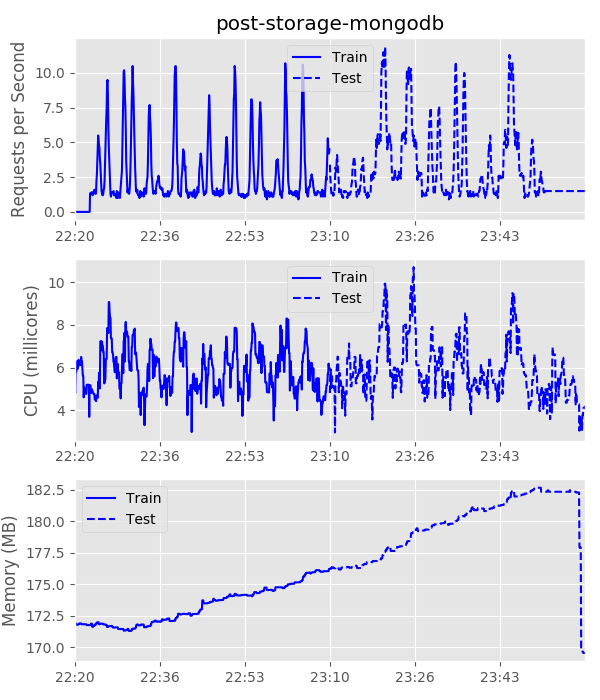 post-storage-mongodb
Requests per Second
10.0
7.5
5.0
2.5
0.0
Train
Test
22:20 22:36 22:53 23:10 23:26 23:43
CPU (millicores)
10
8
6
4
Train
Test
22:20 22:36 22:53 23:10 23:26 23:43
Memory (MB)
182.5
180.0
177.5
175.0
172.5
170.0
Train
Test
22:20 22:36 22:53 23:10 23:26 23:43